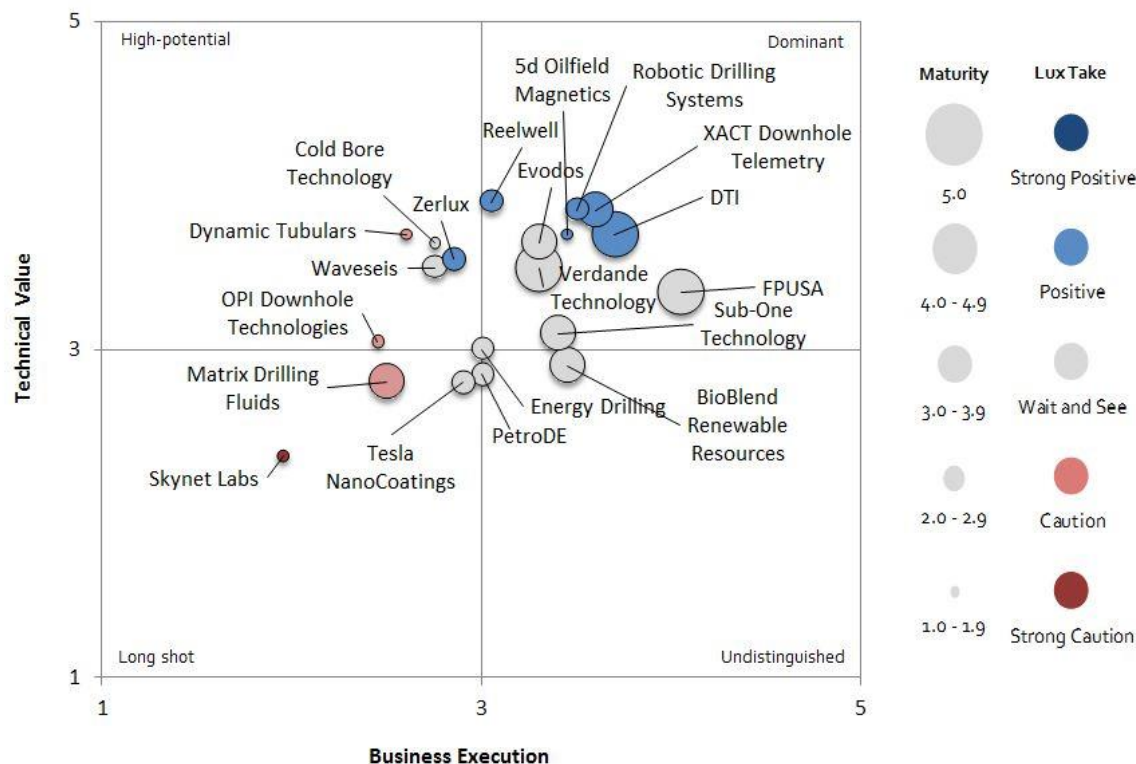 5
High-potential
Dominant
5d Oilfield
Magnetics
Robotic Drilling
Systems
Reelwell
XACT Downhole
Telemetry
Cold Bore
Technology
Evodos
Zerlux
DTI
Dynamic Tubulars
Waveseis
Verdande
Technology
FPUSA
OPI Downhole
Technologies
Sub-One
Technology
3
Matrix Drilling
Fluids
Energy Drilling
BioBlend
Renewable
Resources
PetroDE
Tesla
NanoCoatings
Skynet Labs
Long shot
Undistinguished
1
1
3
5
Technical Value
Business Execution
Maturity
Lux Take
5.0
Strong Positive
4.0 - 4.9
Positive
3.0 - 3.9
Wait and See
2.0 - 2.9
Caution
1.0 - 1.9
Strong Caution